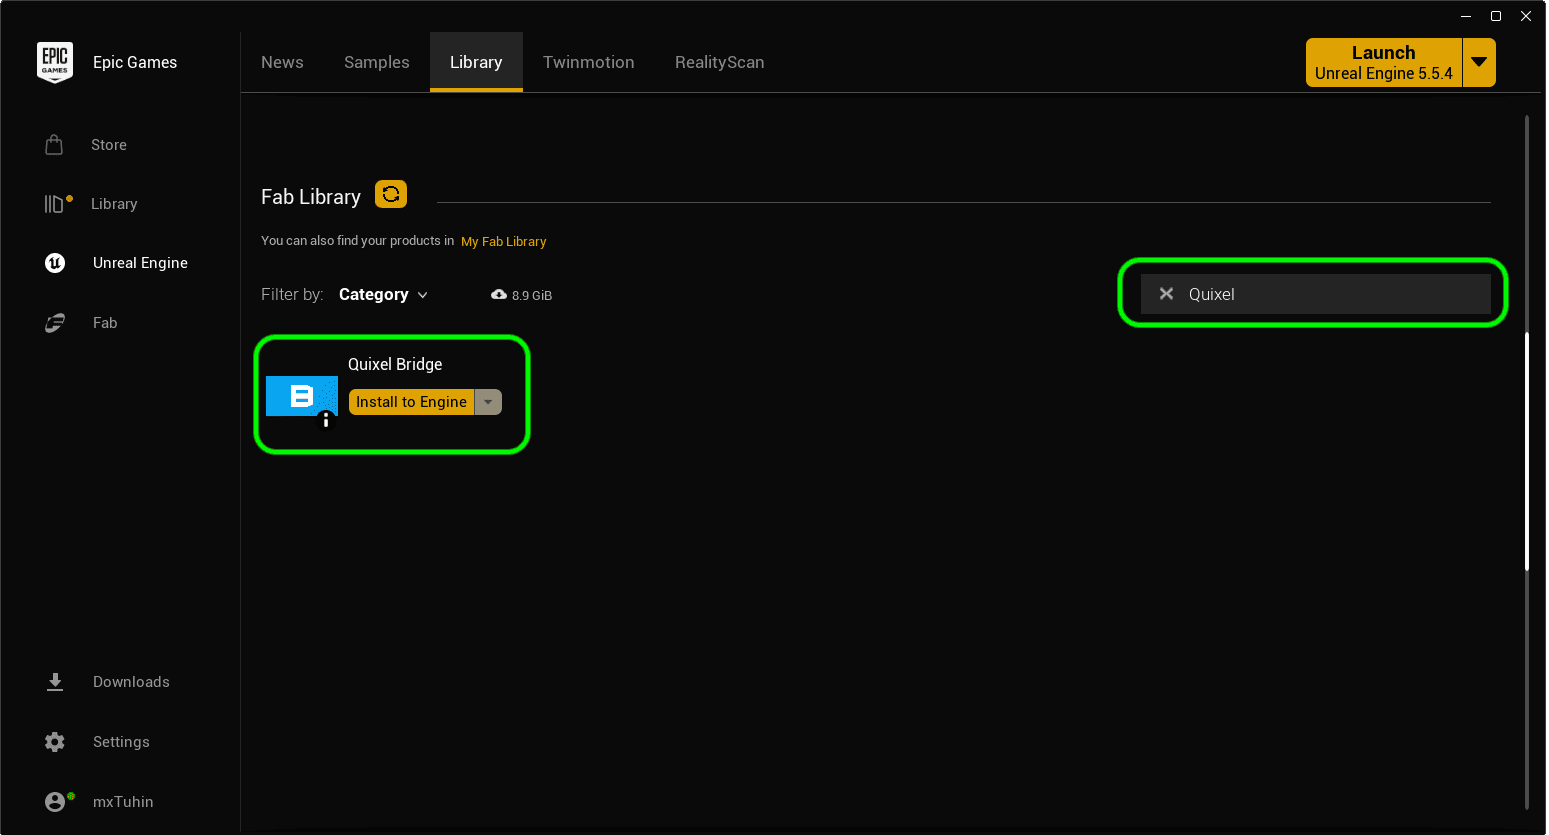 EPIC GAMES
Epic Games
News
Samples
Library
Twinmotion
RealityScan
Launch
Unreal Engine 5.5.4
Store
Library
Unreal Engine
Fab
Fab Library
You can also find your products in My Fab Library
Filter by: Category
8.9 GiB
Quixel
Quixel Bridge
B
Install to Engine
Downloads
Settings
mxTuhin